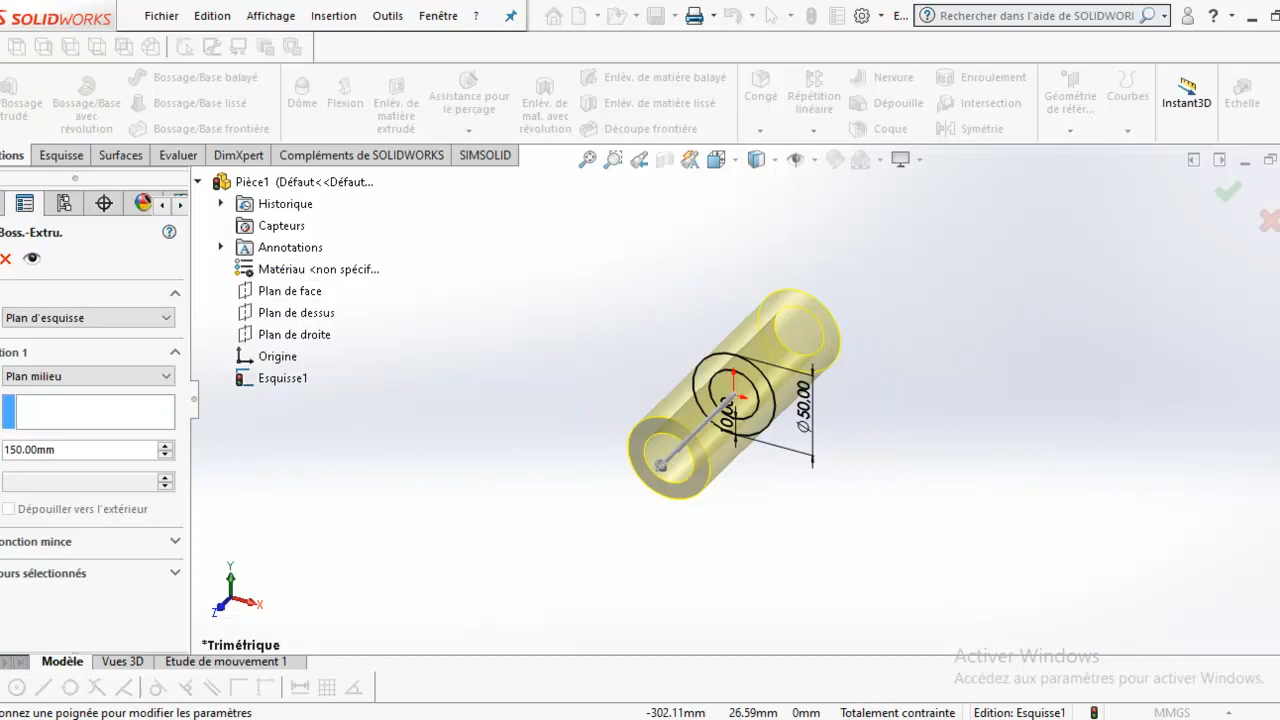 SOLIDWORKS
Fichier Edition Affichage Insertion Outils Fenêtre ?
E... Rechercher dans l'aide de SOLIDWORI ?
Bossage/Base balayé
Bossage/Base lissé
Bossage/Base frontière
/Bossage
trudé
Bossage/Base
avec
révolution
Dôme
Flexion
Enlèv. de
matière
extrudé
Assistance pour
le perçage
Enlèv. de
mat. avec
révolution
Enlèv. de matière balayé
Enlèv. de matière lissé
Découpe frontière
Congé
Répétition
linéaire
Nervure
Dépouille
Coque
Enroulement
Intersection
Symétrie
Géométrie
de référ...
Courbes
Instant3D
Echelle
tions Esquisse Surfaces Evaluer DimXpert Compléments de SOLIDWORKS SIMSOLID
Boss.-Extru.
Plan d'esquisse
tion 1
Plan milieu
150.00mm
Dépouiller vers l'extérieur
onction mince
ours sélectionnés
Pièce1 (Défaut<<Défaut...
Historique
Capteurs
Annotations
Matériau <non spécif...
Plan de face
Plan de dessus
Plan de droite
Origine
Esquisse1
Ø50.00
Y
X
Z
*Trimétrique
Activer Windows
Accédez aux paramètres pour activer Windows.
Modèle Vues 3D Etude de mouvement 1
onnez une poignée pour modifier les paramètres -302.11mm 26.59mm 0mm Totalement contrainte Edition: Esquisse1 MMGS